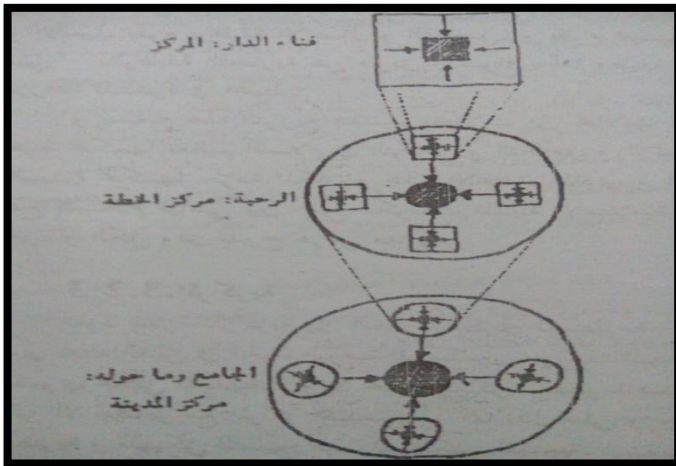 فناء الدار: المركز
الرحبة: مركز الخطة
الجامع وما حوله:
مركز المدينة